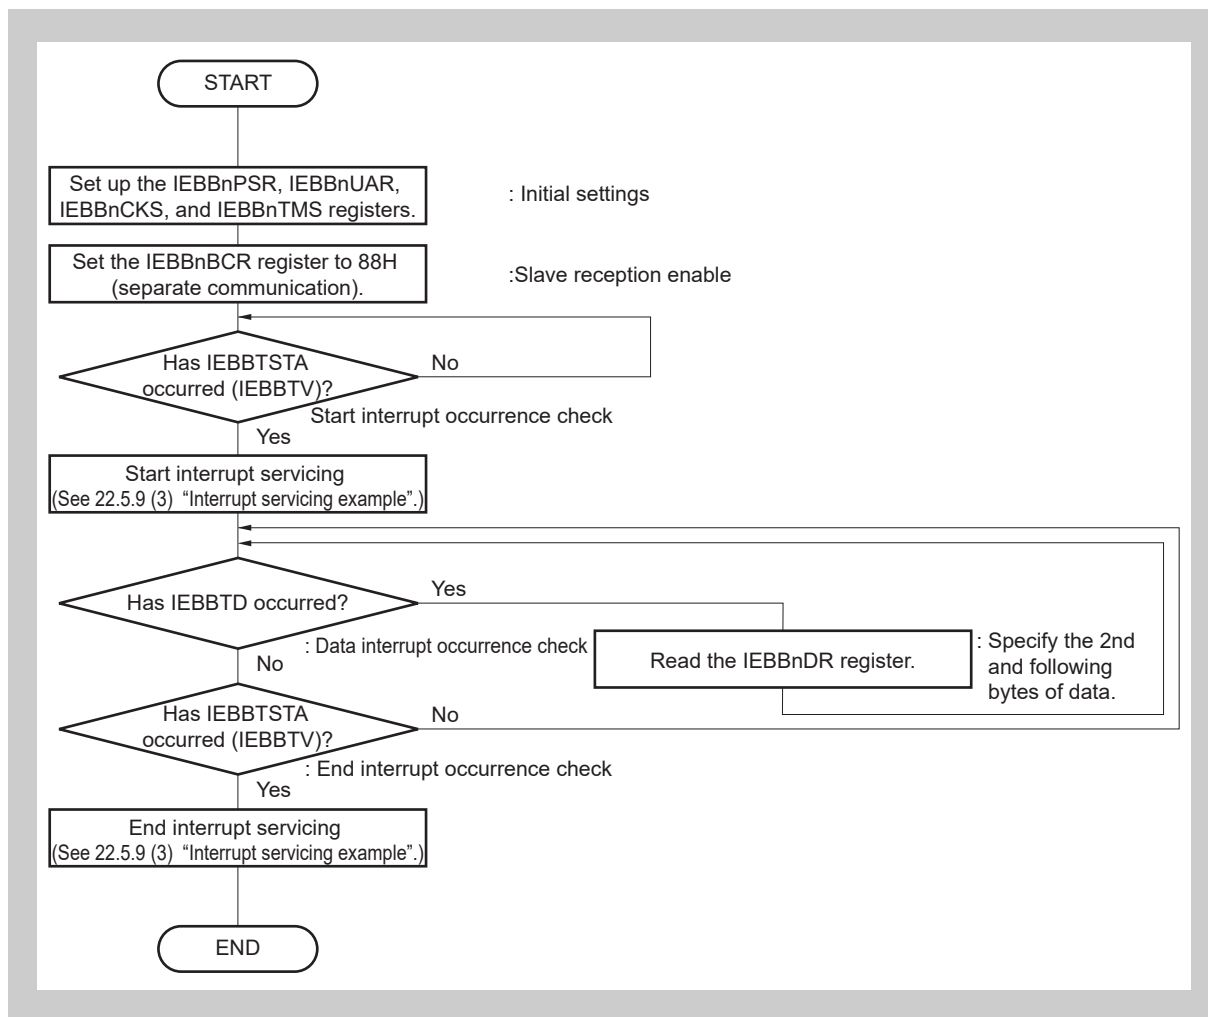 START
Set up the IEBBnPSR, IEBBnUAR,
IEBBnCKS, and IEBBnTMS registers.
: Initial settings
Set the IEBBnBCR register to 88H
(separate communication).
:Slave reception enable
Has IEBBTSTA
occurred (IEBBTV)?
No
Start interrupt occurrence check
Yes
Start interrupt servicing
(See 22.5.9 (3) “Interrupt servicing example”.)
Has IEBBTD occurred?
Yes
: Data interrupt occurrence check
No
Read the IEBBnDR register.
: Specify the 2nd
and following
bytes of data.
Has IEBBTSTA
occurred (IEBBTV)?
No
: End interrupt occurrence check
Yes
End interrupt servicing
(See 22.5.9 (3) “Interrupt servicing example”.)
END